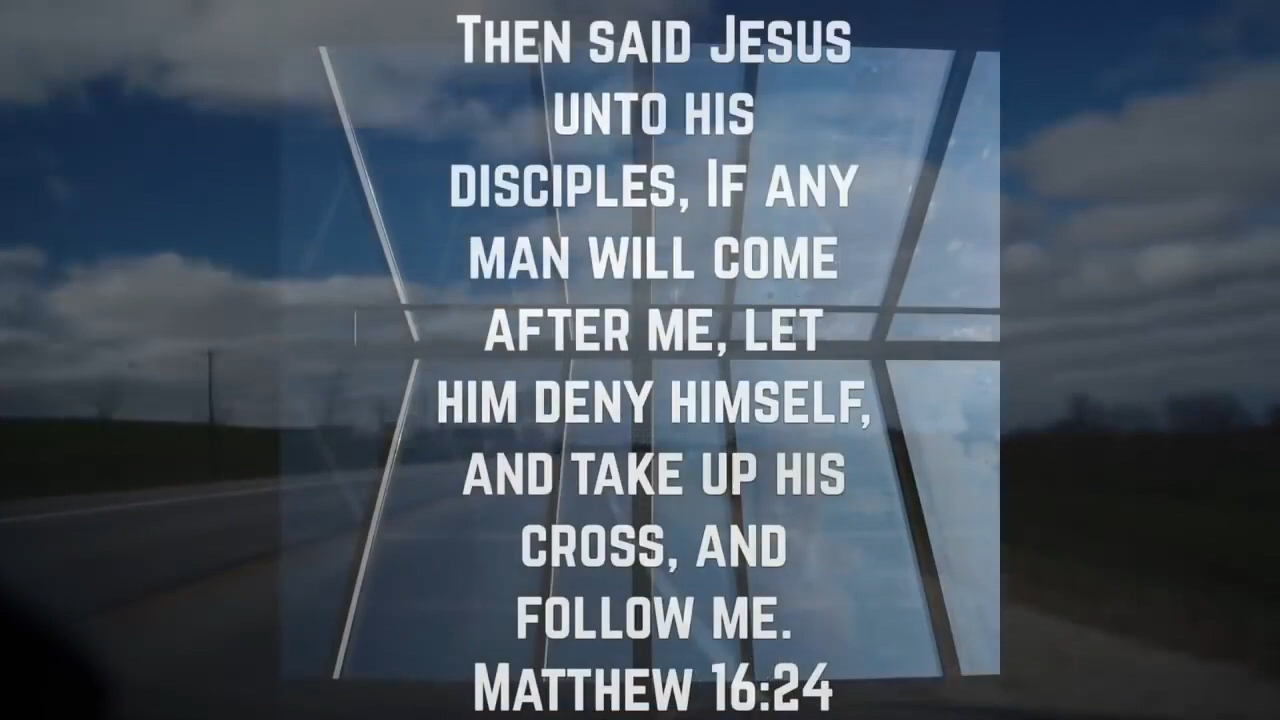 Then said Jesus
unto his
disciples, If any
man will come
after me, let
him deny himself,
and take up his
cross, and
follow me.
Matthew 16:24